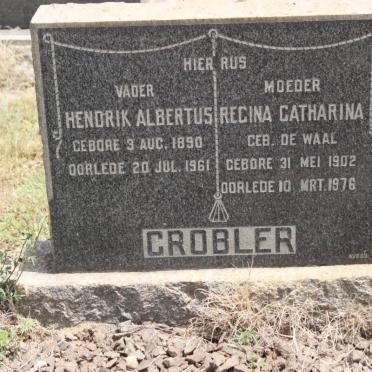 HIER RUS
VADER
HENDRIK ALBERTUS
GEBORE 3 AUG. 1890
OORLEDE 20 JUL. 1961
MOEDER
REGINA CATHARINA
GEB. DE WAAL
GEBORE 31 MEI 1902
OORLEDE 10 MRT. 1976
GROBLER